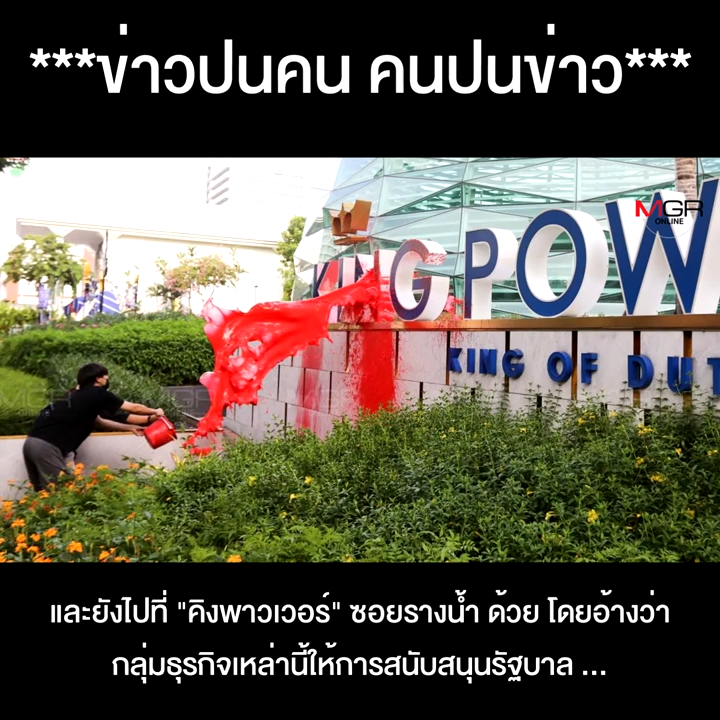 ***ข่าวปนคน คนปนข่าว***
MGR
ONLINE
KING POW
KING OF DUT
และยังไปที่ "คิงพาวเวอร์" ซอยรางน้ำ ด้วย โดยอ้างว่า
กลุ่มธุรกิจเหล่านี้ให้การสนับสนุนรัฐบาล ...